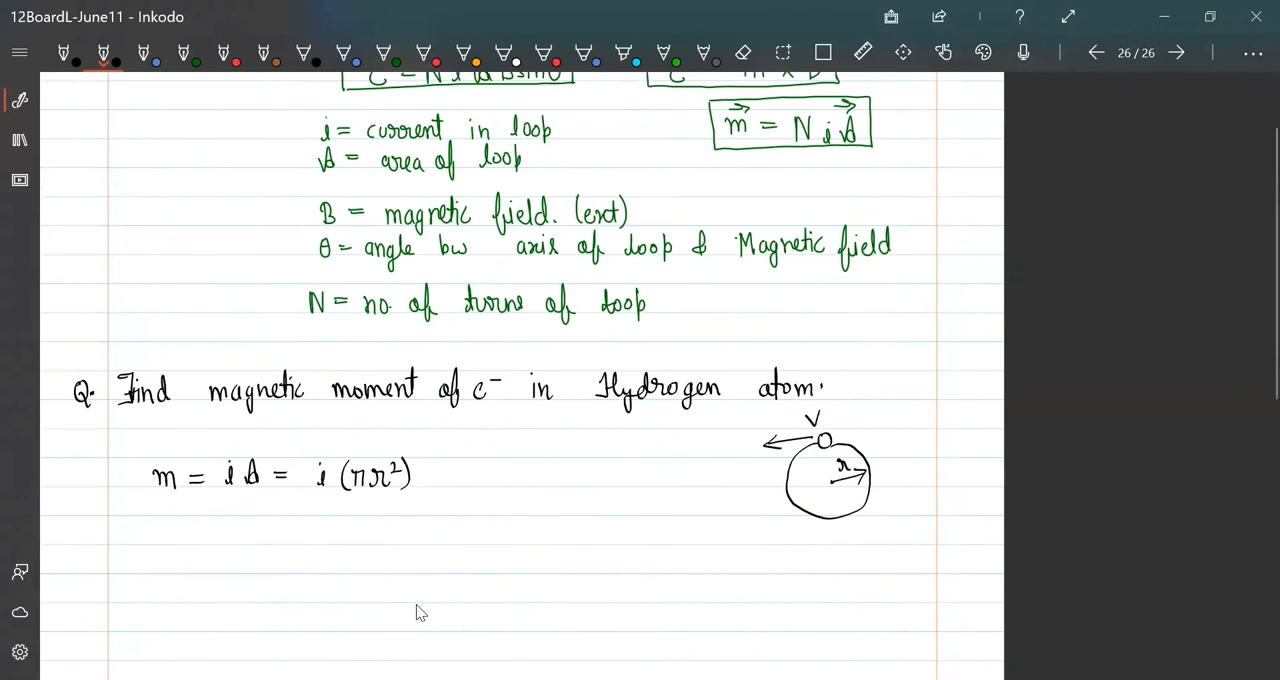 12BoardL-June11 - Inkodo
26/26
i = current in loop
m = N i A
A = area of loop
B = magnetic field. (ext)
θ = angle bw axis of loop & Magnetic field
N = no. of turns of loop
Q. Find magnetic moment of e⁻ in Hydrogen atom.
V
r
m = i A = i (πr²)